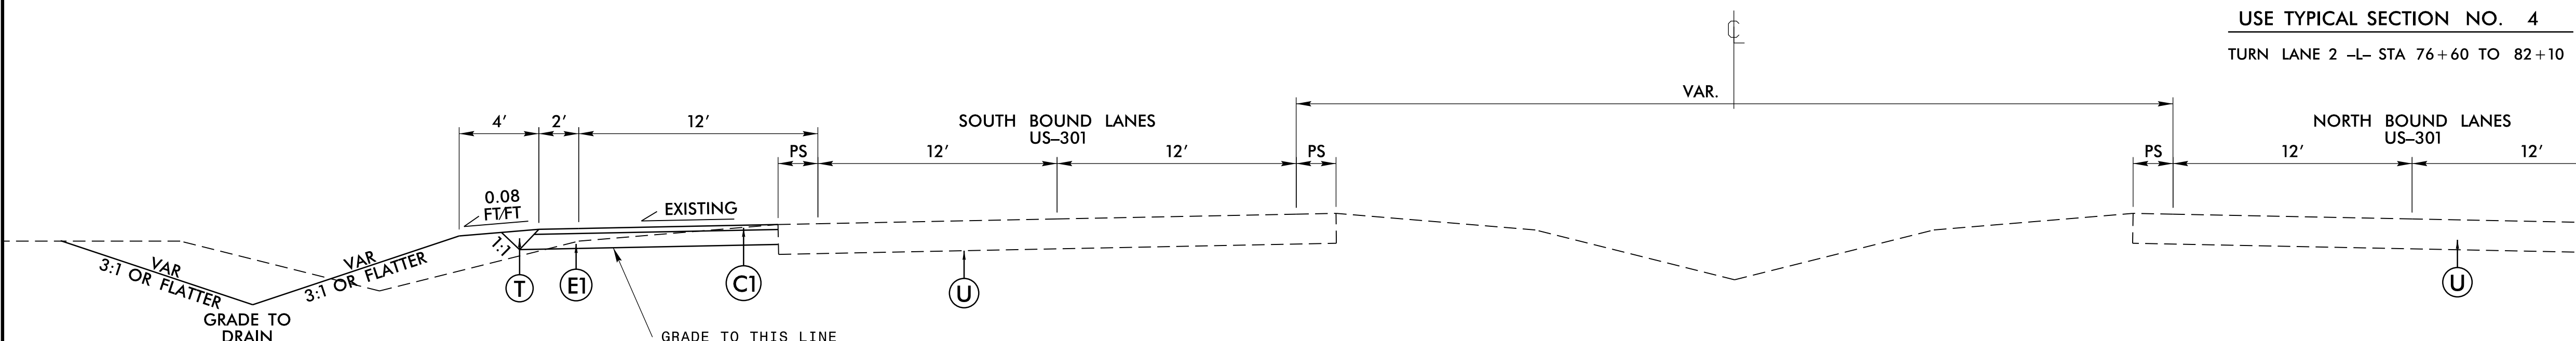 USE TYPICAL SECTION NO. 4
TURN LANE 2 –L– STA 76+60 TO 82+10
℄
VAR.
4' 2' 12'
SOUTH BOUND LANES
US–301
NORTH BOUND LANES
US–301
PS 12' 12' PS PS 12' 12'
0.08
FT/FT
EXISTING
1:1
VAR
3:1 OR FLATTER
VAR
3:1 OR FLATTER
T E1 C1 U U
GRADE TO
DRAIN
GRADE TO THIS LINE